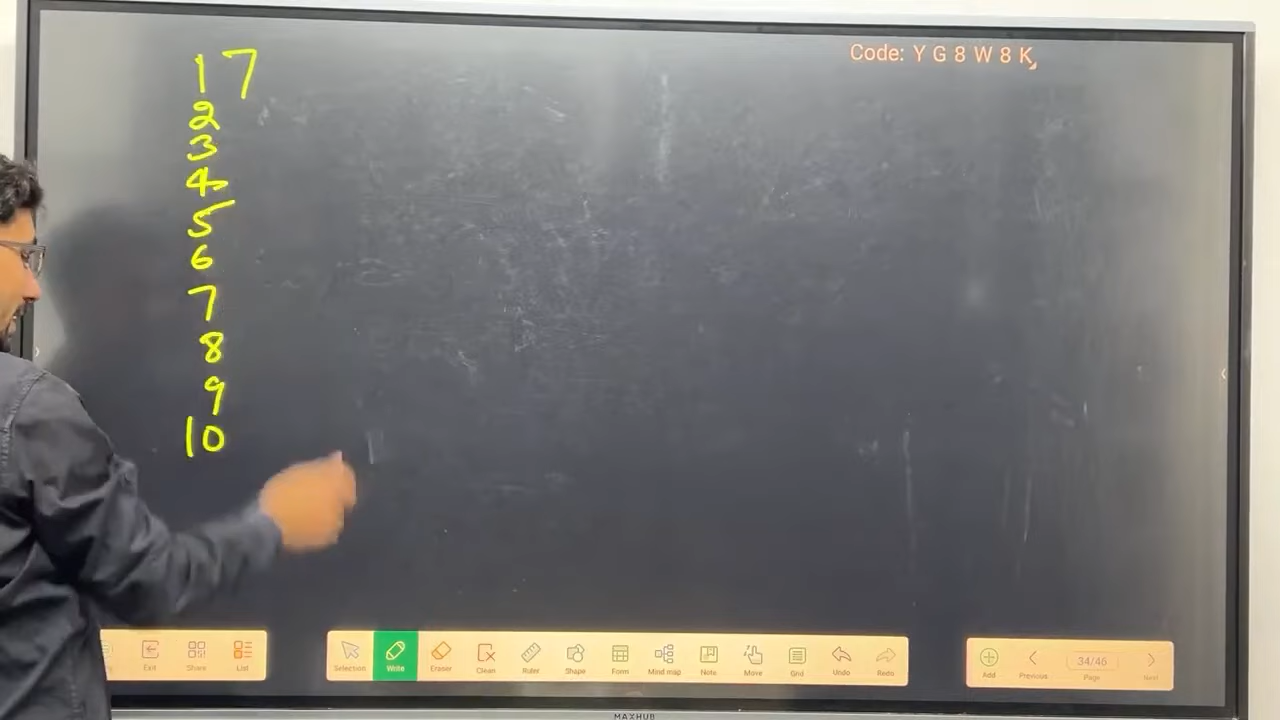 Code: Y G 8 W 8 K
17
2
3
4
5
6
7
8
9
10
Exit
Share
List
Selection
Write
Eraser
Clean
Ruler
Shape
Form
Mind map
Note
Move
Grid
Undo
Redo
Add
Previous
34/46
Page
Next
MAXHUB